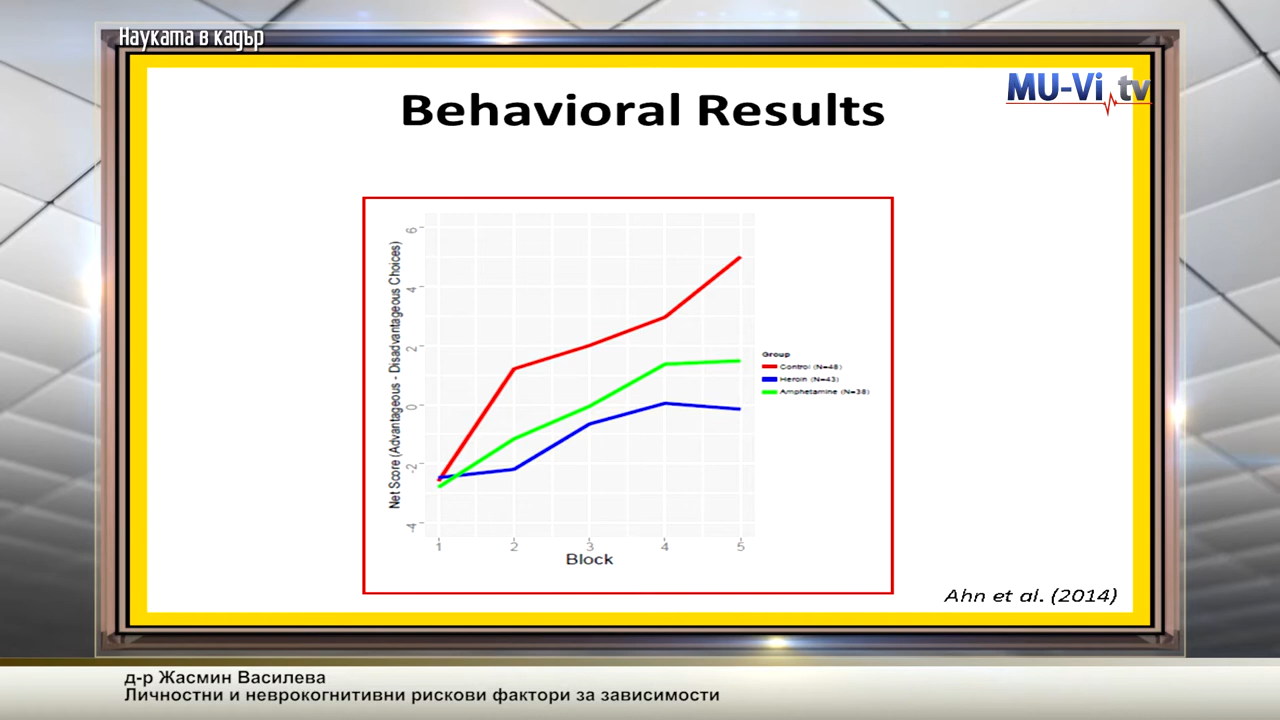 Науката в кадър
MU-Vi.tv
Behavioral Results
Net Score (Advantageous - Disadvantageous Choices)
6
4
2
0
-2
-4
1 2 3 4 5
Block
Group
Control (N=48)
Heroin (N=43)
Amphetamine (N=38)
Ahn et al. (2014)
д-р Жасмин Василева
Личностни и неврокогнитивни рискови фактори за зависимости